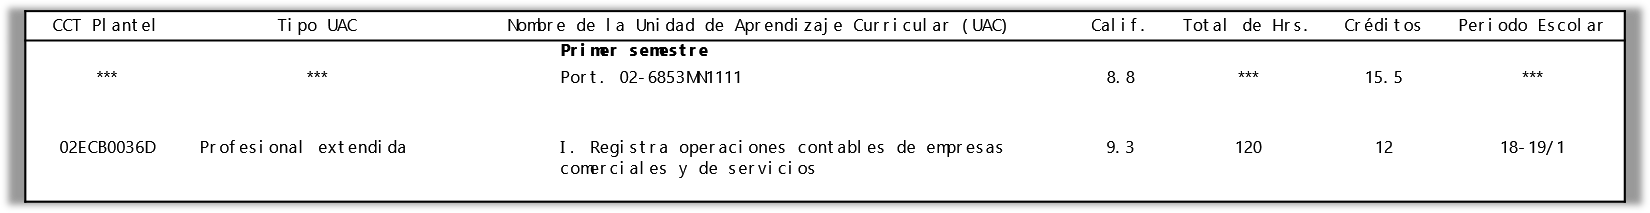 CCT Plantel Tipo UAC Nombre de la Unidad de Aprendizaje Curricular (UAC) Calif. Total de Hrs. Créditos Periodo Escolar
Primer semestre
*** *** Port. 02-6853MN1111 8.8 *** 15.5 ***
02ECB0036D Profesional extendida I. Registra operaciones contables de empresas 9.3 120 12 18-19/1
comerciales y de servicios